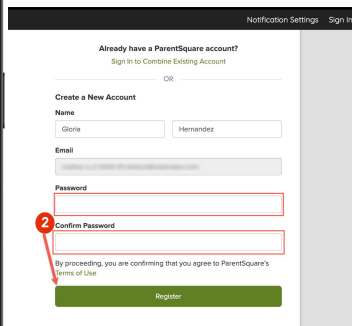 Notification Settings Sign In
Already have a ParentSquare account?
Sign In to Combine Existing Account
OR
Create a New Account
Name
Gloria Hernandez
Email
Password
2
Confirm Password
By proceeding, you are confirming that you agree to ParentSquare's
Terms of Use
Register